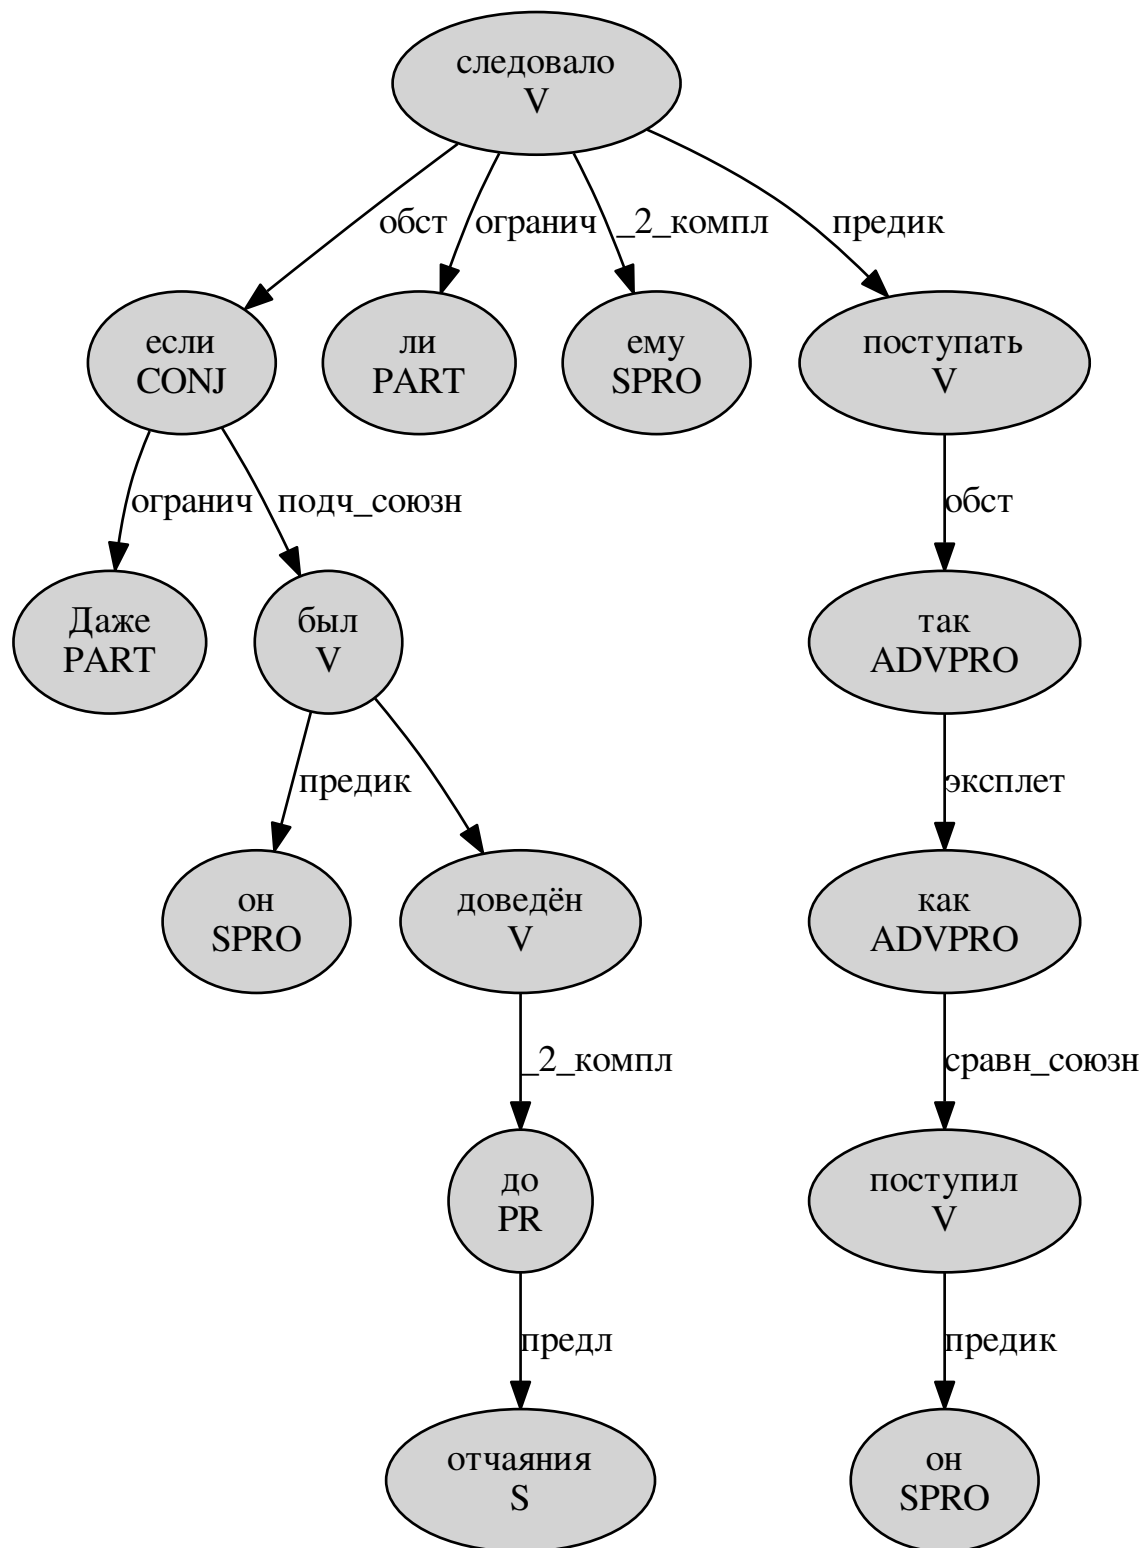 следовало
V
обст
огранич
_2_компл
предик
если
CONJ
ли
PART
ему
SPRO
поступать
V
огранич
подч_союзн
обст
Даже
PART
был
V
так
ADVPRO
предик
эксплет
он
SPRO
доведён
V
как
ADVPRO
_2_компл
сравн_союзн
до
PR
поступил
V
предл
предик
отчаяния
S
он
SPRO